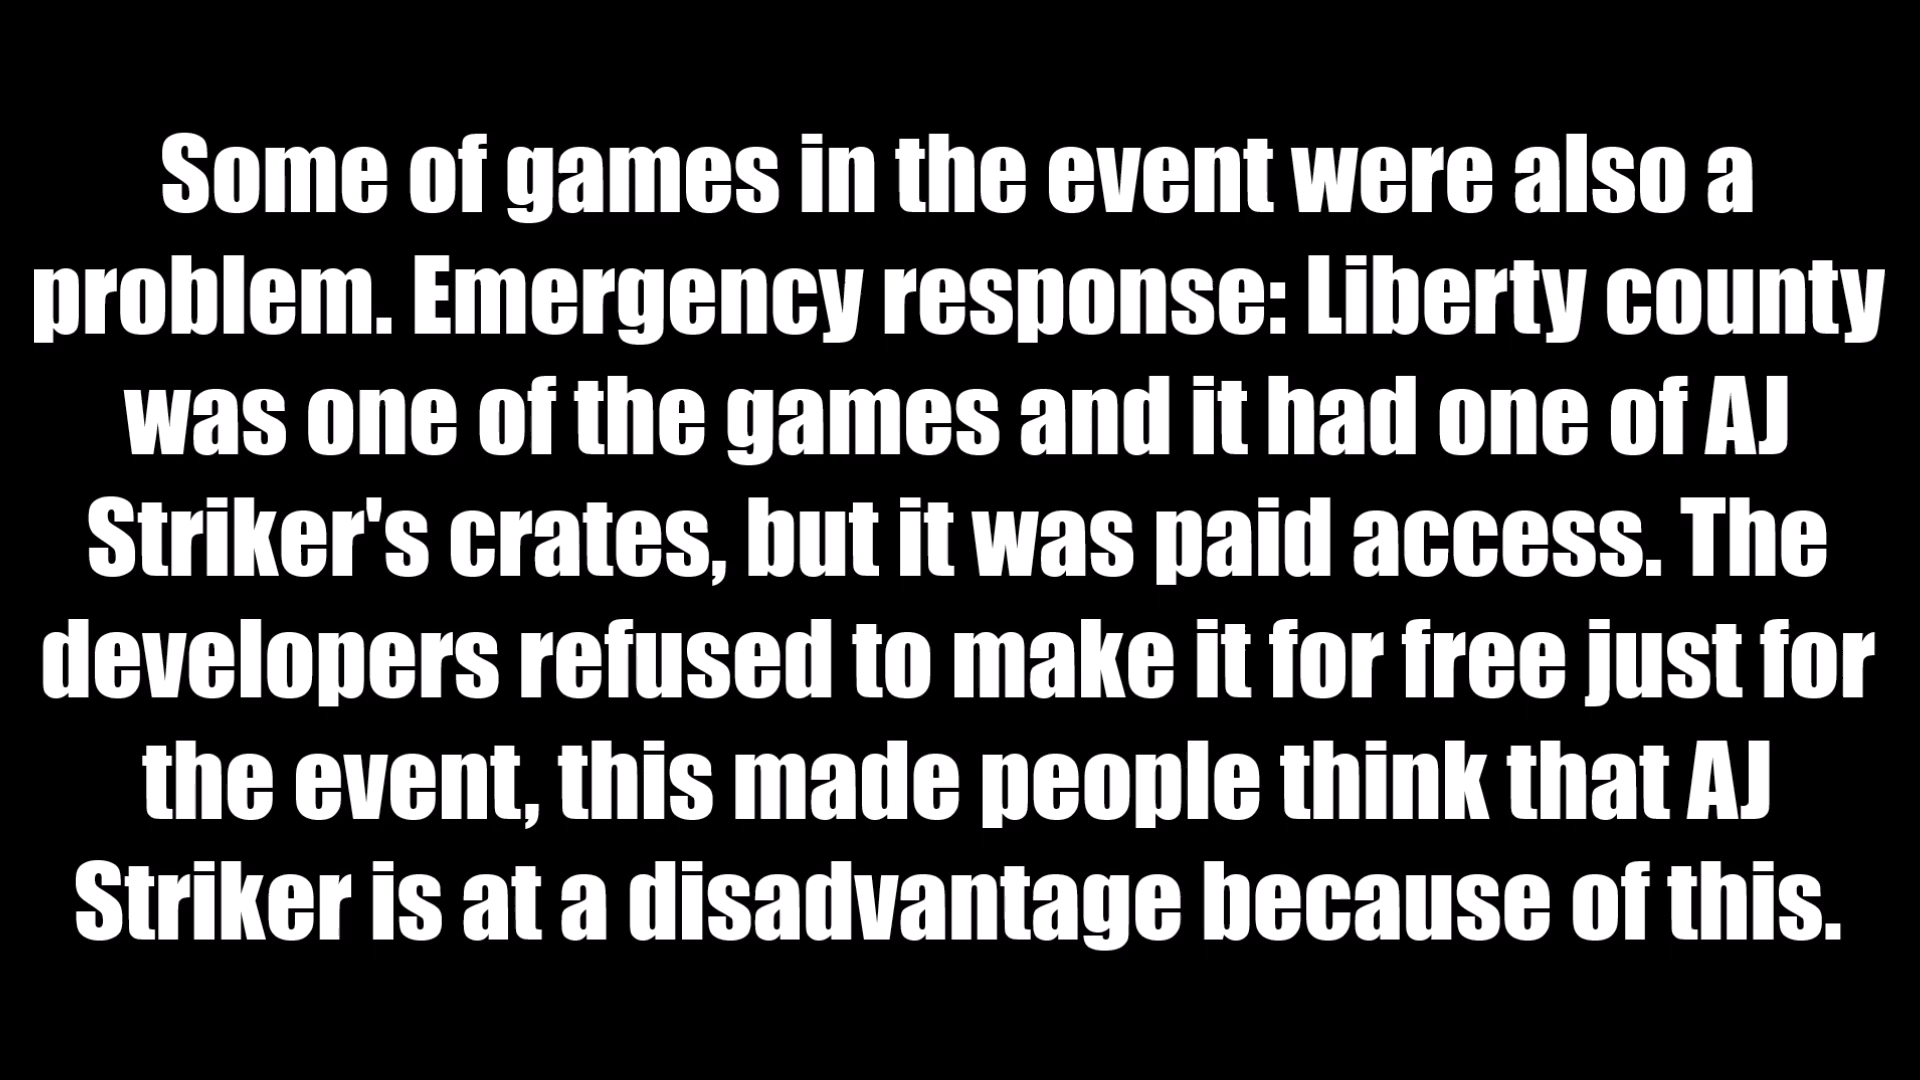 Some of games in the event were also a
problem. Emergency response: Liberty county
was one of the games and it had one of AJ
Striker's crates, but it was paid access. The
developers refused to make it for free just for
the event, this made people think that AJ
Striker is at a disadvantage because of this.